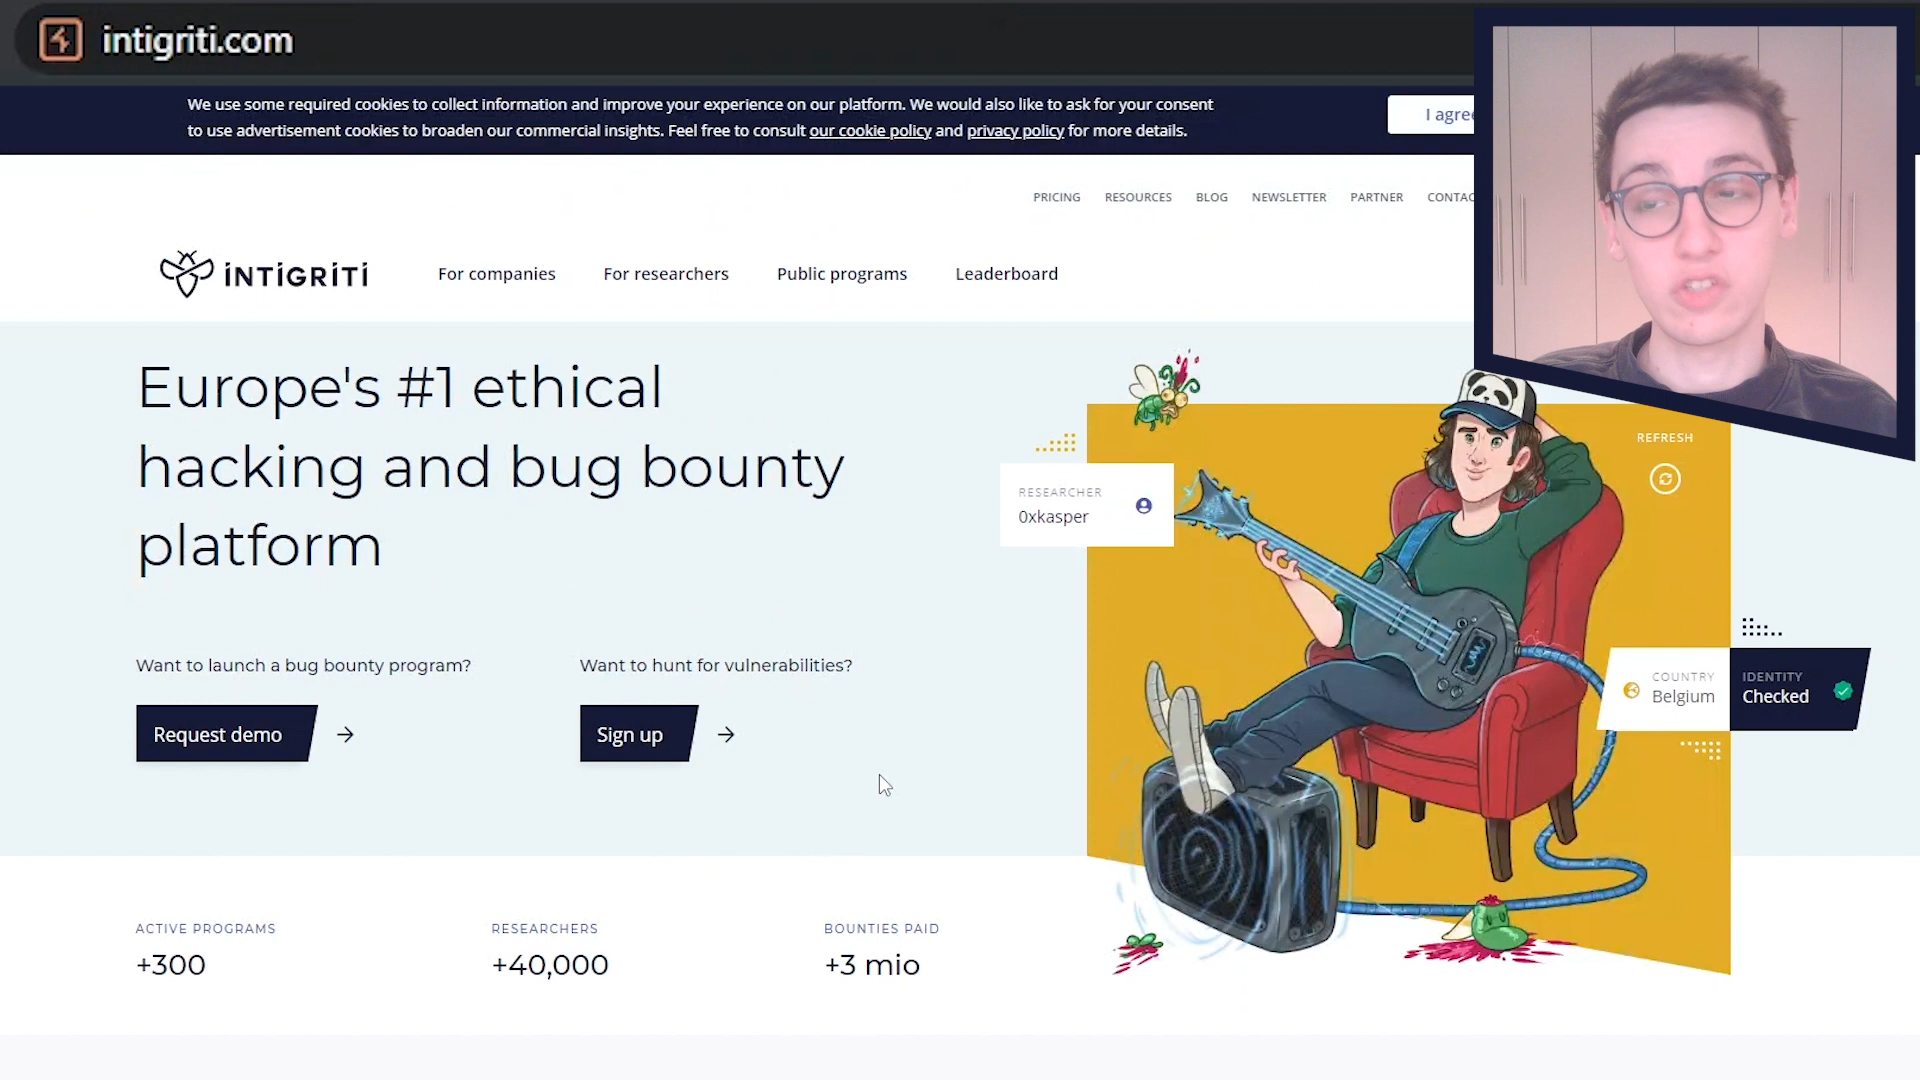 intigriti.com
We use some required cookies to collect information and improve your experience on our platform. We would also like to ask for your consent
to use advertisement cookies to broaden our commercial insights. Feel free to consult our cookie policy and privacy policy for more details.
I agree
PRICING RESOURCES BLOG NEWSLETTER PARTNER CONTAC
INTIGRITI For companies For researchers Public programs Leaderboard
Europe's #1 ethical
hacking and bug bounty
platform
REFRESH
RESEARCHER
0xkasper
Want to launch a bug bounty program? Want to hunt for vulnerabilities?
Request demo Sign up
COUNTRY
Belgium
IDENTITY
Checked
ACTIVE PROGRAMS
+300
RESEARCHERS
+40,000
BOUNTIES PAID
+3 mio